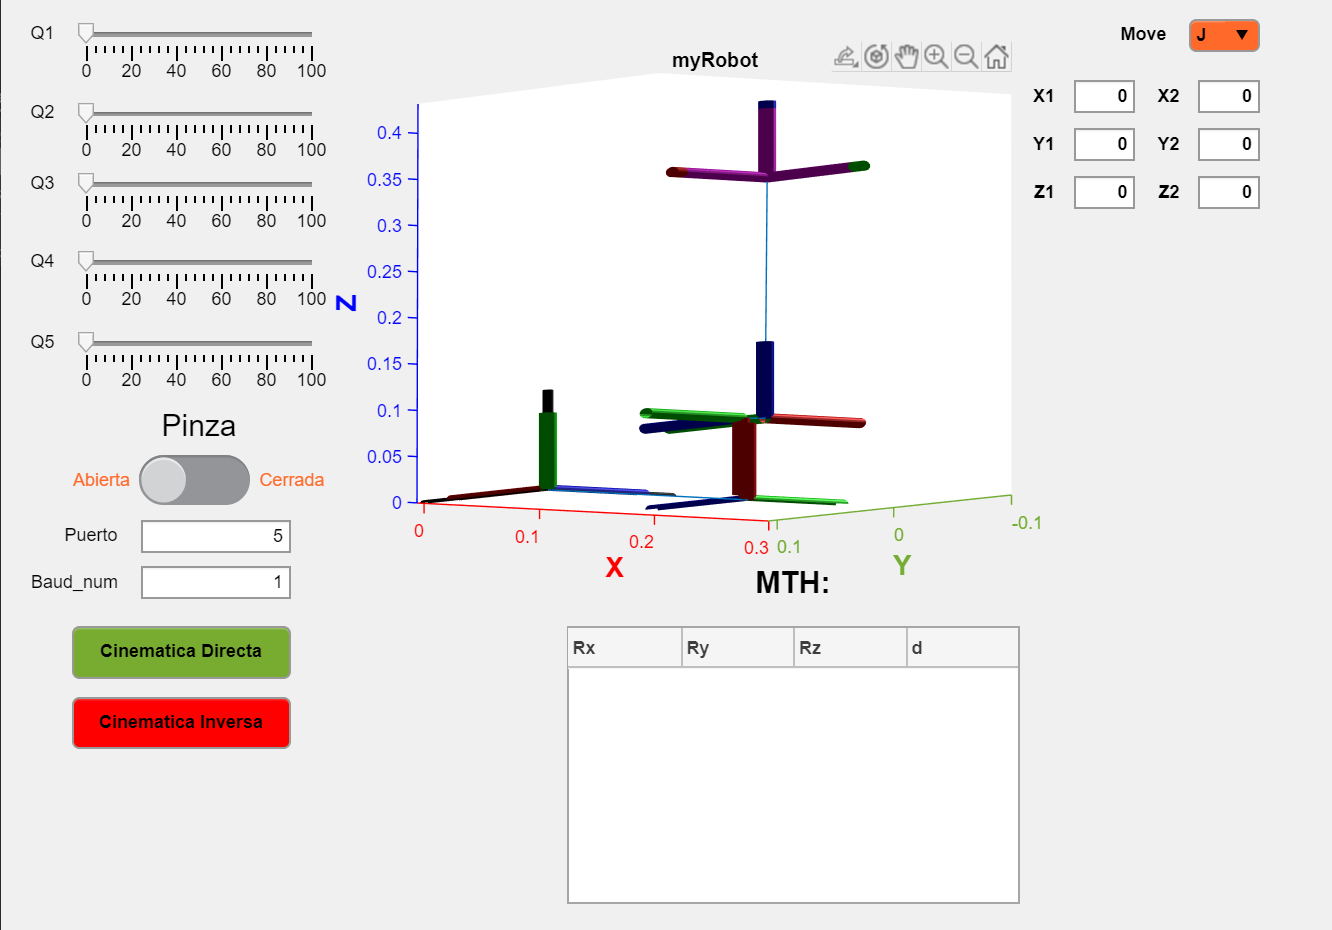 Q1
0 20 40 60 80 100
Q2
0 20 40 60 80 100
Q3
0 20 40 60 80 100
Q4
0 20 40 60 80 100
Q5
0 20 40 60 80 100
Pinza
Abierta Cerrada
Puerto 5
Baud_num 1
Cinematica Directa
Cinematica Inversa
myRobot
0.4
0.35
0.3
0.25
0.2
0.15
0.1
0.05
0
Z
0 0.1 0.2 0.3
X
0.1 0 -0.1
Y
MTH:
Rx Ry Rz d
Move J
X1 0 X2 0
Y1 0 Y2 0
Z1 0 Z2 0